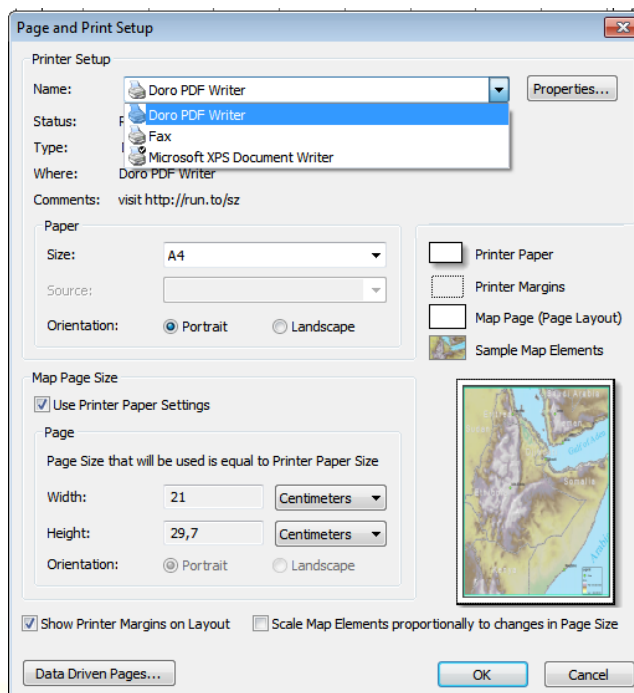 Page and Print Setup
Printer Setup
Name:
Doro PDF Writer
Properties...
Doro PDF Writer
Fax
Microsoft XPS Document Writer
Status:
Type:
Where:
Doro PDF Writer
Comments:
visit http://run.to/sz
Paper
Size:
A4
Source:
Orientation:
Portrait
Landscape
Printer Paper
Printer Margins
Map Page (Page Layout)
Sample Map Elements
Map Page Size
Use Printer Paper Settings
Page
Page Size that will be used is equal to Printer Paper Size
Width:
21
Centimeters
Height:
29,7
Centimeters
Orientation:
Portrait
Landscape
Gulf of Aden
Somalia
Show Printer Margins on Layout
Scale Map Elements proportionally to changes in Page Size
Data Driven Pages...
OK
Cancel